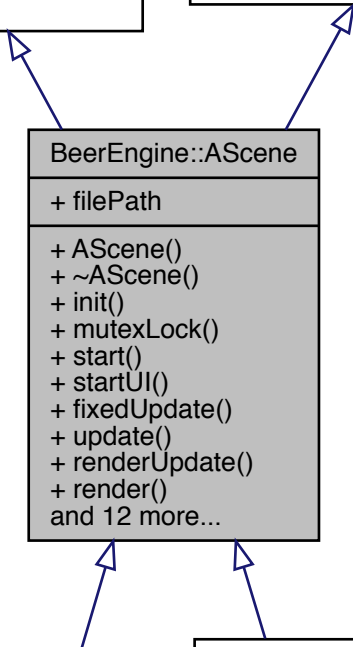 BeerEngine::AScene
+ filePath
+ AScene()
+ ~AScene()
+ init()
+ mutexLock()
+ start()
+ startUI()
+ fixedUpdate()
+ update()
+ renderUpdate()
+ render()
and 12 more...